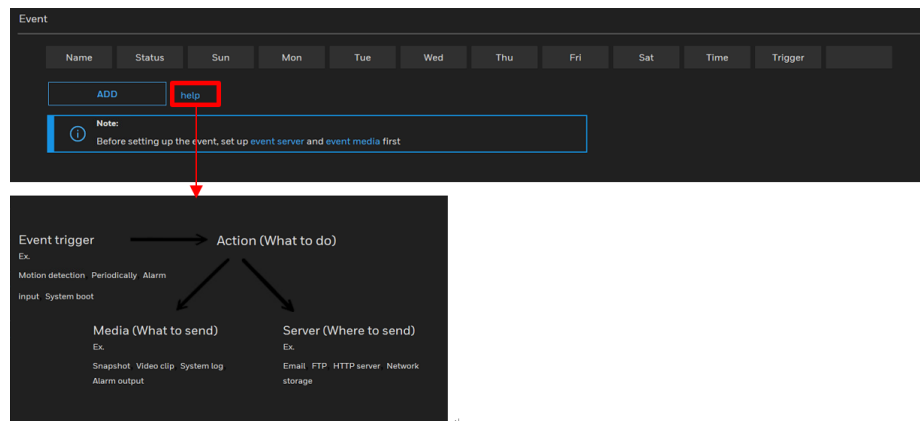 Event
Name Status Sun Mon Tue Wed Thu Fri Sat Time Trigger
ADD help
Note:
Before setting up the event, set up event server and event media first
Event trigger Action (What to do)
Ex.
Motion detection Periodically Alarm
input System boot
Media (What to send) Server (Where to send)
Ex. Ex.
Snapshot Video clip System log Email FTP HTTP server Network
Alarm output storage